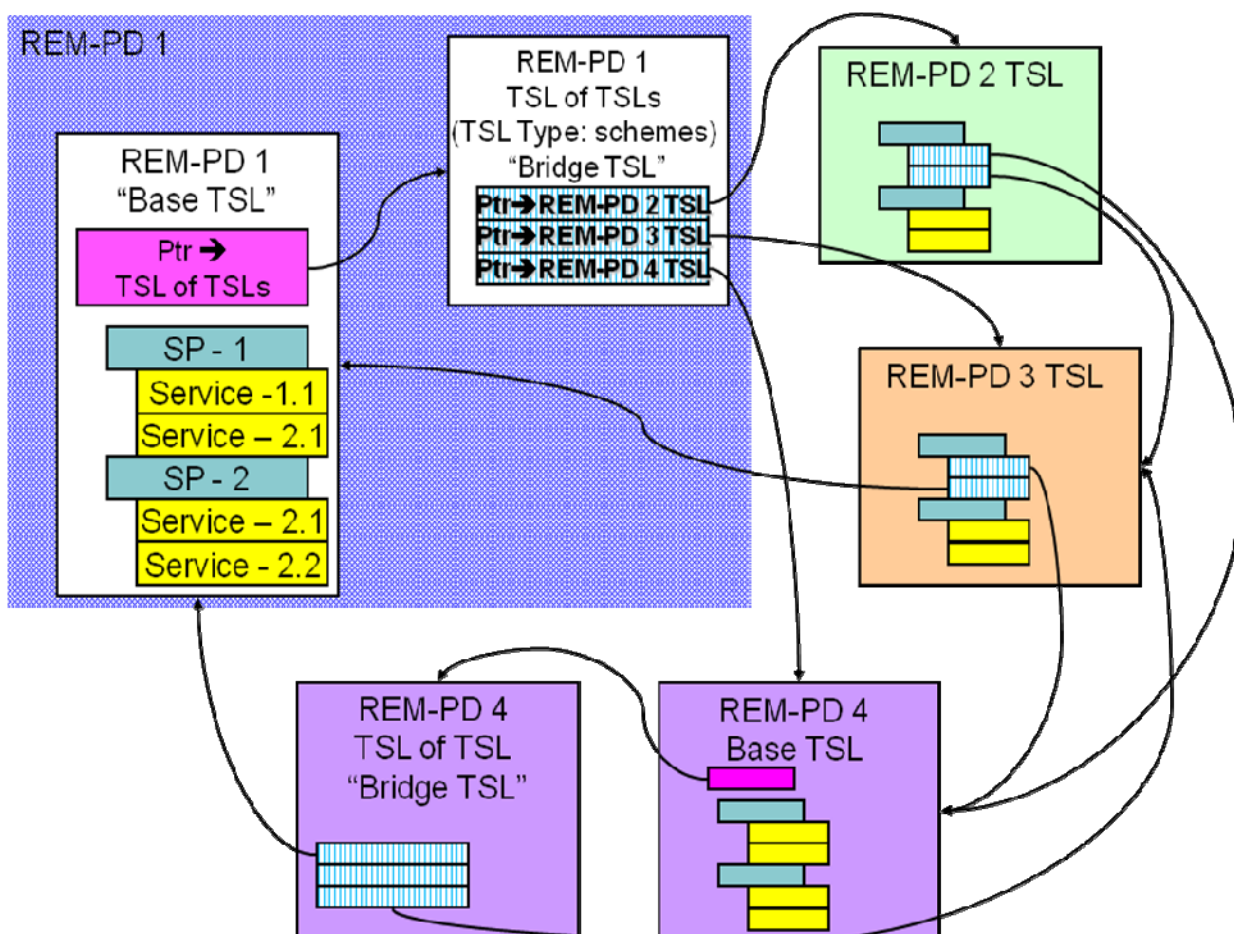 REM-PD 1
REM-PD 1
“Base TSL”
Ptr ➔
TSL of TSLs
SP - 1
Service -1.1
Service – 2.1
SP - 2
Service – 2.1
Service - 2.2
REM-PD 1
TSL of TSLs
(TSL Type: schemes)
“Bridge TSL”
Ptr➔REM-PD 2 TSL
Ptr➔REM-PD 3 TSL
Ptr➔REM-PD 4 TSL
REM-PD 2 TSL
REM-PD 3 TSL
REM-PD 4
TSL of TSL
“Bridge TSL”
REM-PD 4
Base TSL